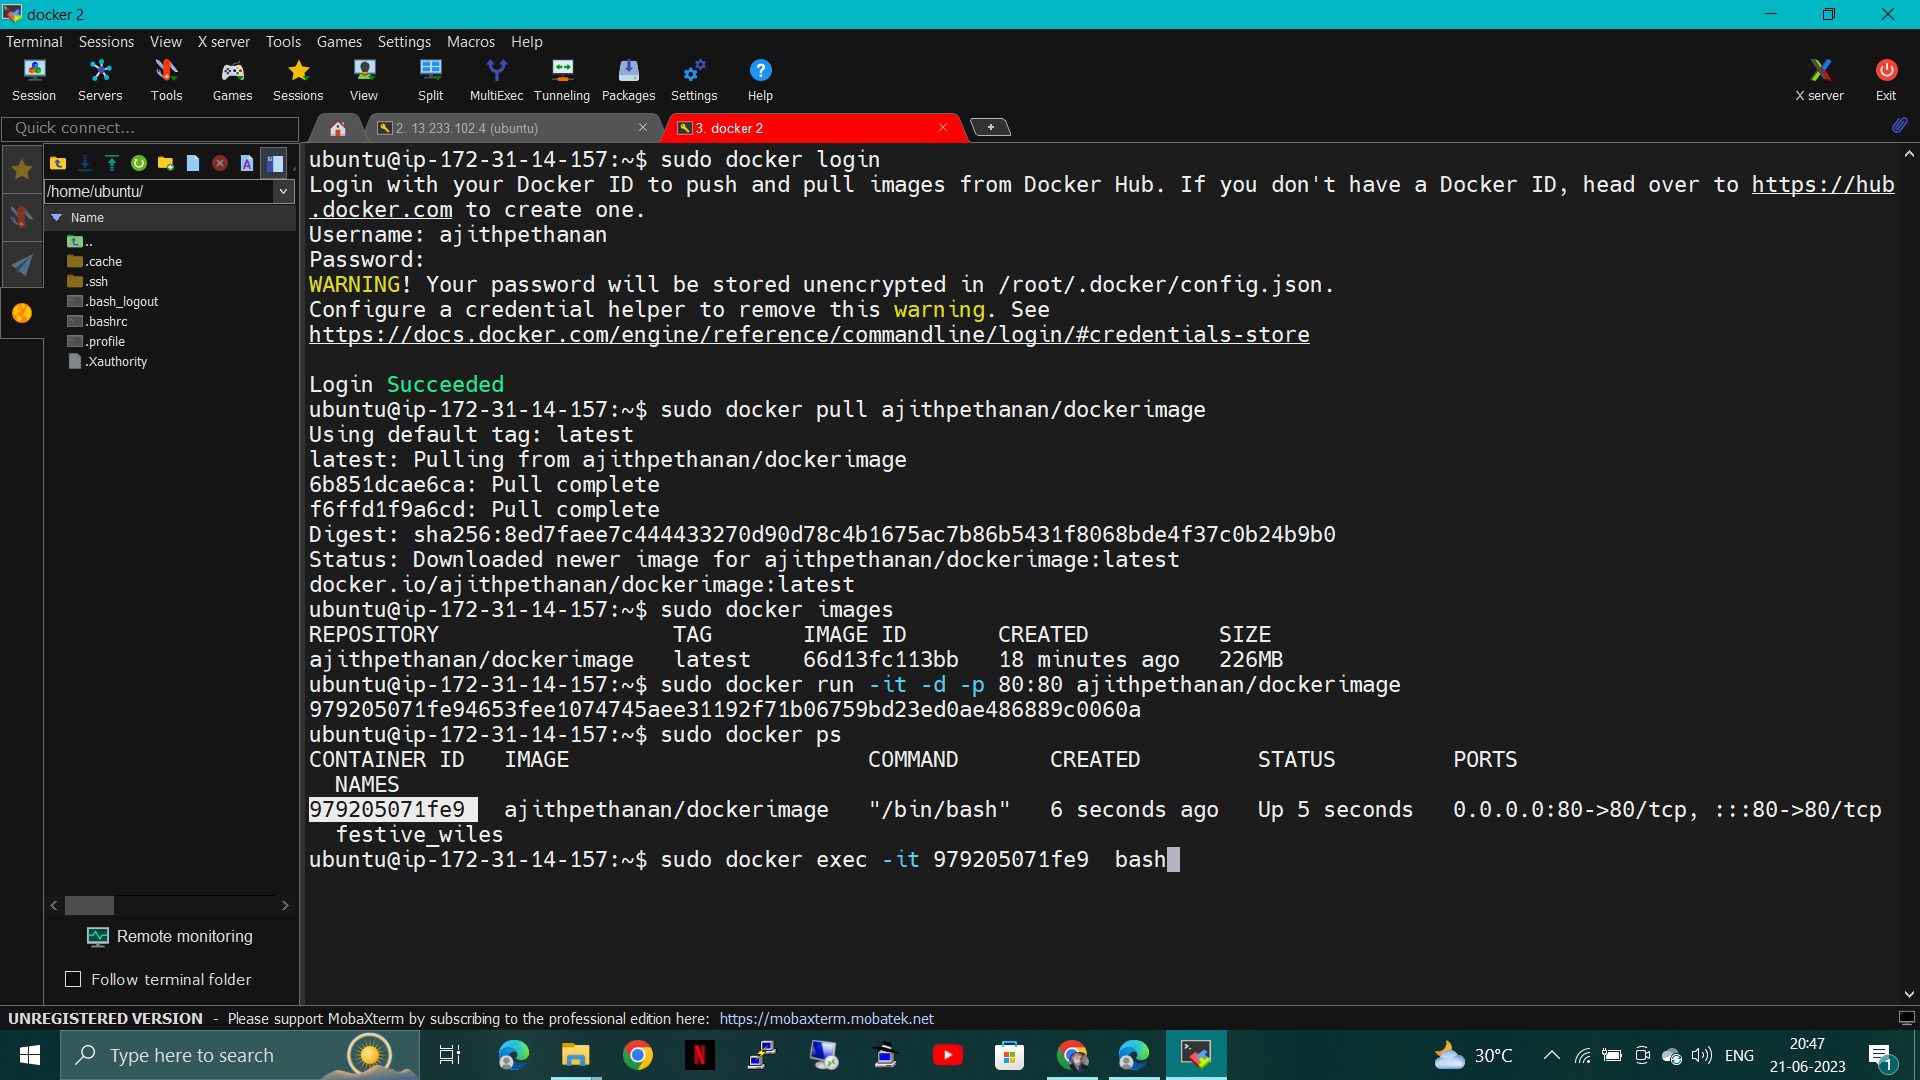 docker 2
Terminal Sessions View X server Tools Games Settings Macros Help
Session Servers Tools Games Sessions View Split MultiExec Tunneling Packages Settings Help X server Exit
Quick connect...
2. 13.233.102.4 (ubuntu)
3. docker 2
/home/ubuntu/
Name
..
.cache
.ssh
.bash_logout
.bashrc
.profile
.Xauthority
Remote monitoring
Follow terminal folder
ubuntu@ip-172-31-14-157:~$ sudo docker login
Login with your Docker ID to push and pull images from Docker Hub. If you don't have a Docker ID, head over to https://hub
.docker.com to create one.
Username: ajithpethanan
Password:
WARNING! Your password will be stored unencrypted in /root/.docker/config.json.
Configure a credential helper to remove this warning. See
https://docs.docker.com/engine/reference/commandline/login/#credentials-store
Login Succeeded
ubuntu@ip-172-31-14-157:~$ sudo docker pull ajithpethanan/dockerimage
Using default tag: latest
latest: Pulling from ajithpethanan/dockerimage
6b851dcae6ca: Pull complete
f6ffd1f9a6cd: Pull complete
Digest: sha256:8ed7faee7c444433270d90d78c4b1675ac7b86b5431f8068bde4f37c0b24b9b0
Status: Downloaded newer image for ajithpethanan/dockerimage:latest
docker.io/ajithpethanan/dockerimage:latest
ubuntu@ip-172-31-14-157:~$ sudo docker images
REPOSITORY TAG IMAGE ID CREATED SIZE
ajithpethanan/dockerimage latest 66d13fc113bb 18 minutes ago 226MB
ubuntu@ip-172-31-14-157:~$ sudo docker run -it -d -p 80:80 ajithpethanan/dockerimage
979205071fe94653fee1074745aee31192f71b06759bd23ed0ae486889c0060a
ubuntu@ip-172-31-14-157:~$ sudo docker ps
CONTAINER ID IMAGE COMMAND CREATED STATUS PORTS
NAMES
979205071fe9 ajithpethanan/dockerimage "/bin/bash" 6 seconds ago Up 5 seconds 0.0.0.0:80->80/tcp, :::80->80/tcp
festive_wiles
ubuntu@ip-172-31-14-157:~$ sudo docker exec -it 979205071fe9 bash
UNREGISTERED VERSION - Please support MobaXterm by subscribing to the professional edition here: https://mobaxterm.mobatek.net
Type here to search
30°C
ENG
20:47
21-06-2023
1